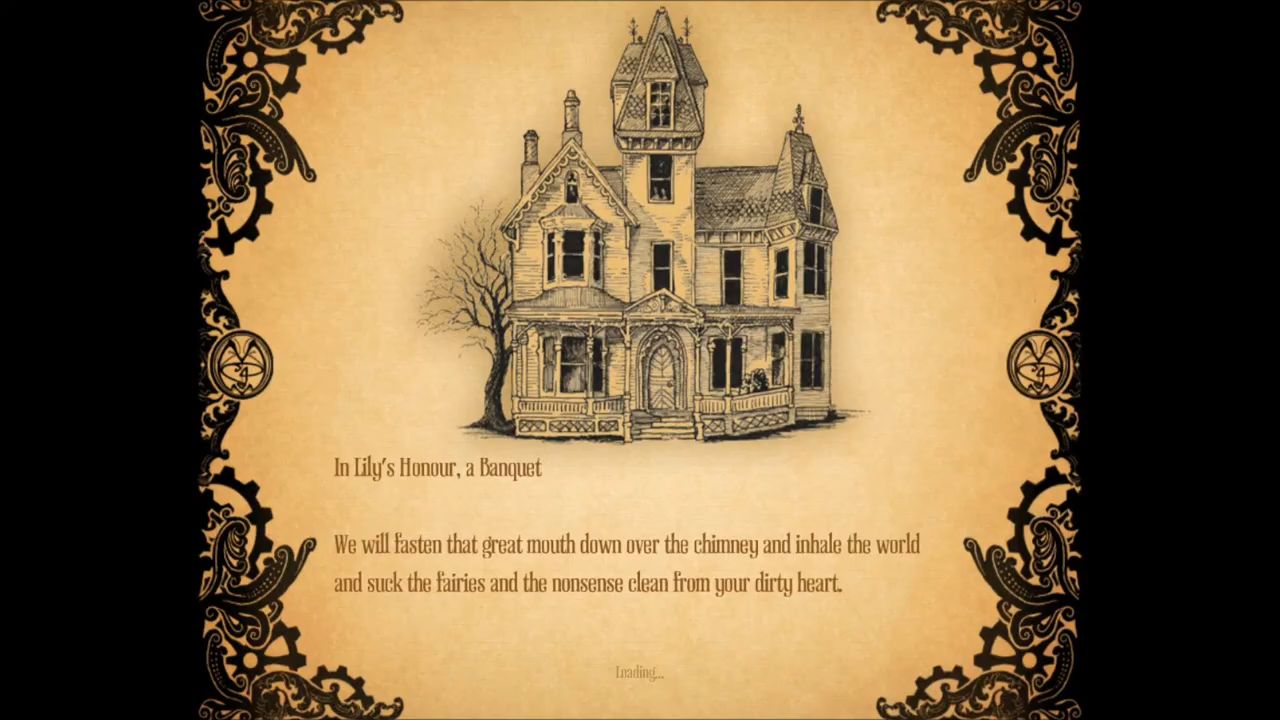 In Lily's Honour, a Banquet
We will fasten that great mouth down over the chimney and inhale the world
and suck the fairies and the nonsense clean from your dirty heart.
Loading...